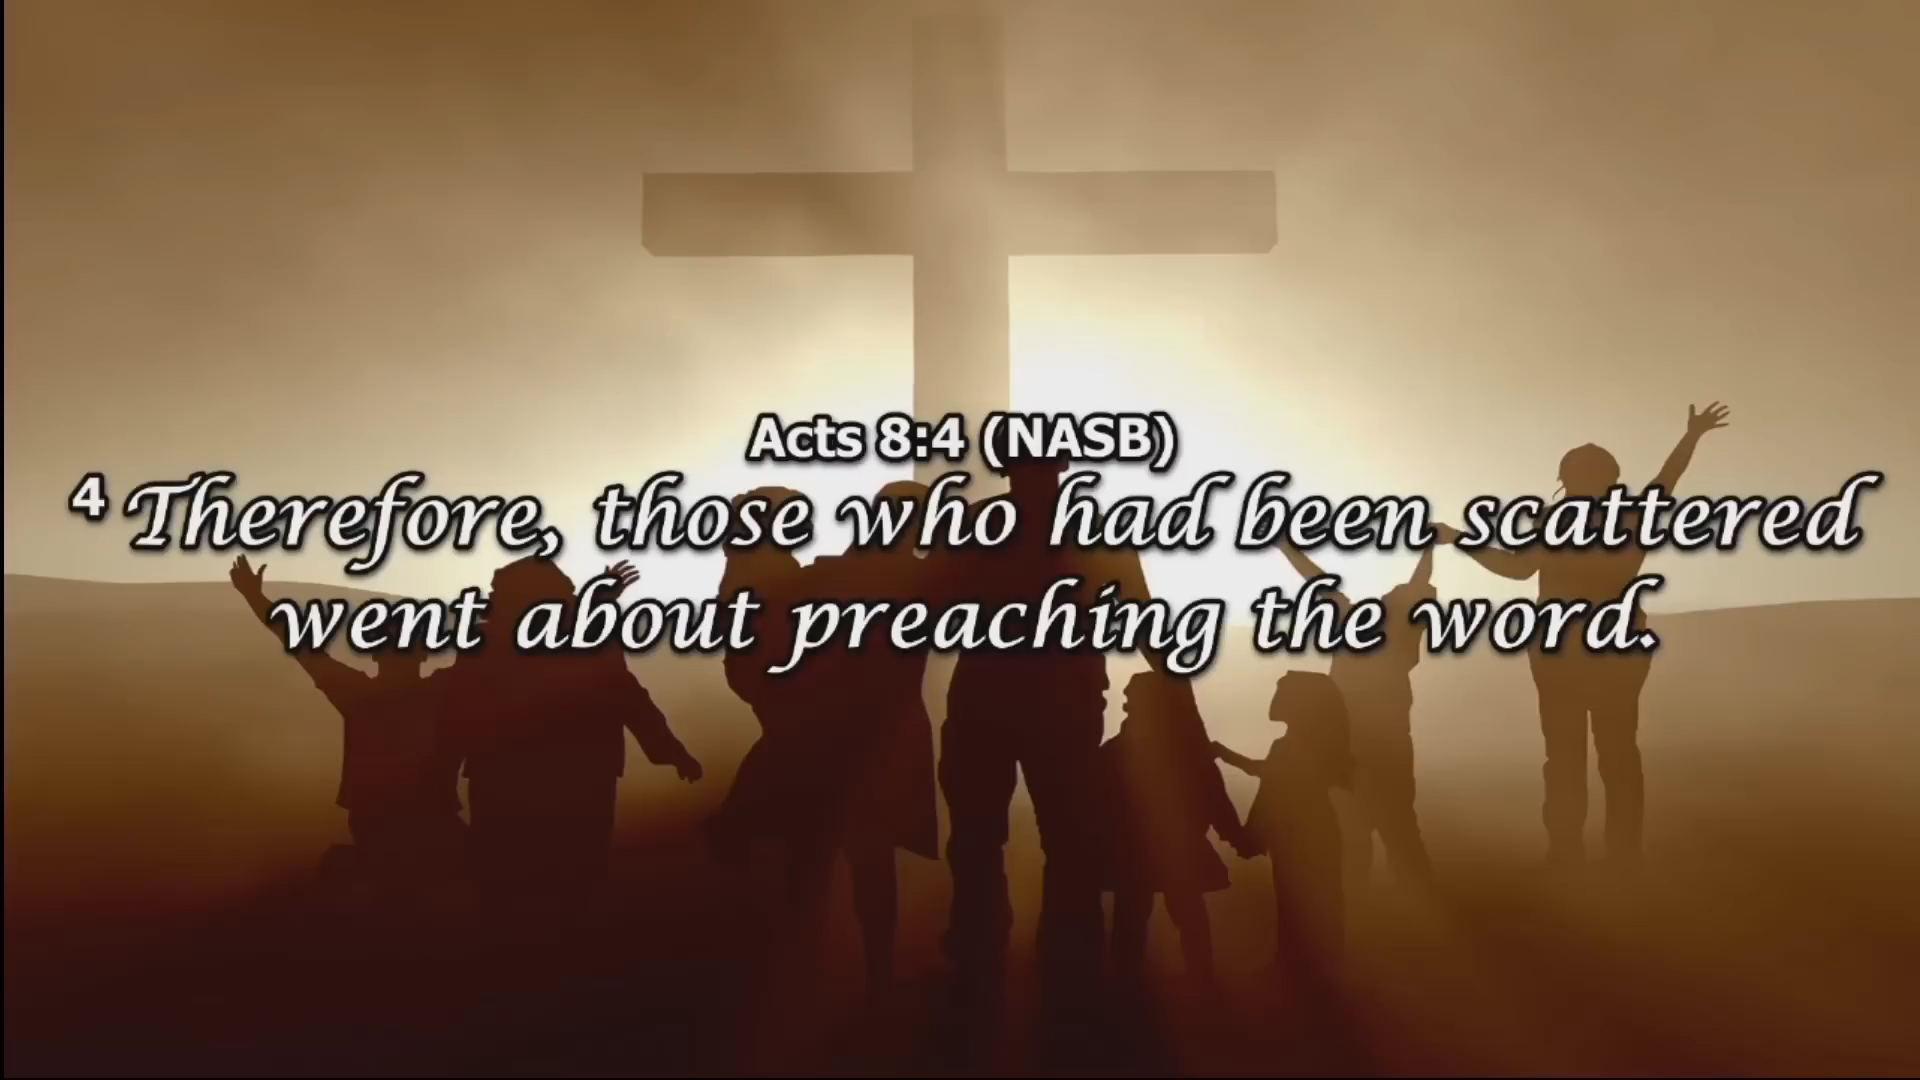 Acts 8:4 (NASB)
4 Therefore, those who had been scattered
went about preaching the word.